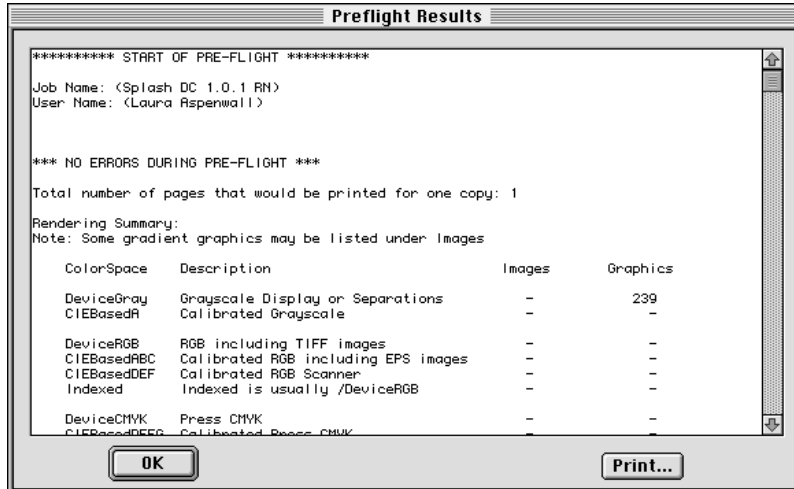 Preflight Results
********** START OF PRE-FLIGHT **********
Job Name: (Splash DC 1.0.1 RN)
User Name: (Laura Aspenwall)
*** NO ERRORS DURING PRE-FLIGHT ***
Total number of pages that would be printed for one copy: 1
Rendering Summary:
Note: Some gradient graphics may be listed under Images
ColorSpace Description Images Graphics
DeviceGray Grayscale Display or Separations - 239
CIEBasedA Calibrated Grayscale - -
DeviceRGB RGB including TIFF images - -
CIEBasedABC Calibrated RGB including EPS images - -
CIEBasedDEF Calibrated RGB Scanner - -
Indexed Indexed is usually /DeviceRGB - -
DeviceCMYK Press CMYK - -
CIEBasedDEFG Calibrated Press CMYK - -
OK Print...